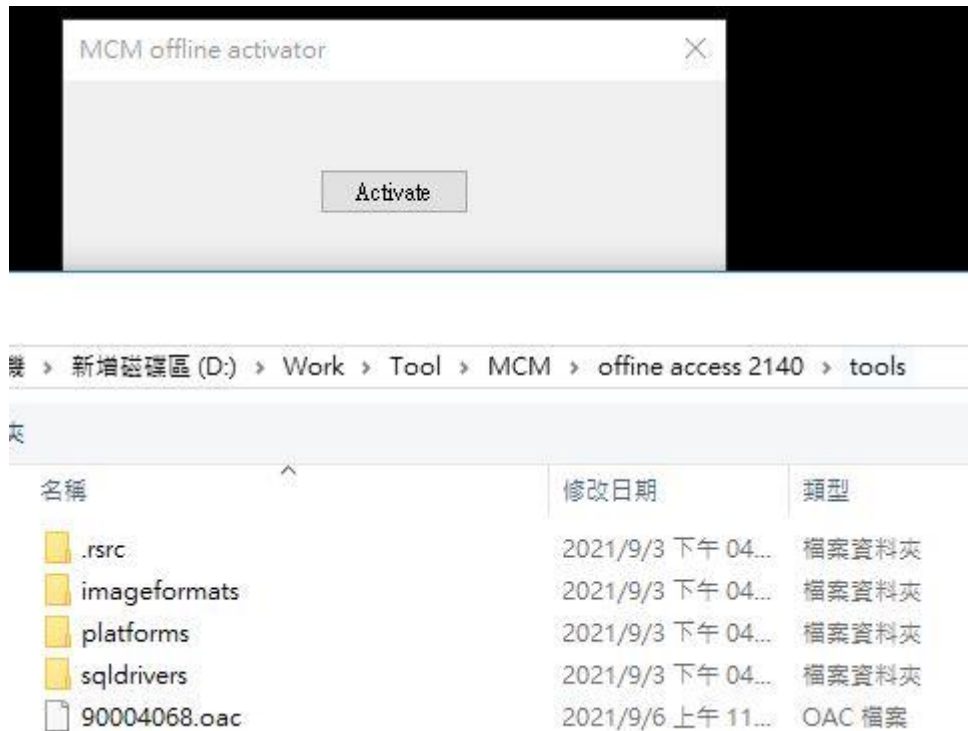 MCM offline activator
Activate
機 > 新增磁碟區 (D:) > Work > Tool > MCM > offine access 2140 > tools
夾
名稱 修改日期 類型
.rsrc 2021/9/3 下午 04... 檔案資料夾
imageformats 2021/9/3 下午 04... 檔案資料夾
platforms 2021/9/3 下午 04... 檔案資料夾
sqldrivers 2021/9/3 下午 04... 檔案資料夾
90004068.oac 2021/9/6 上午 11... OAC 檔案